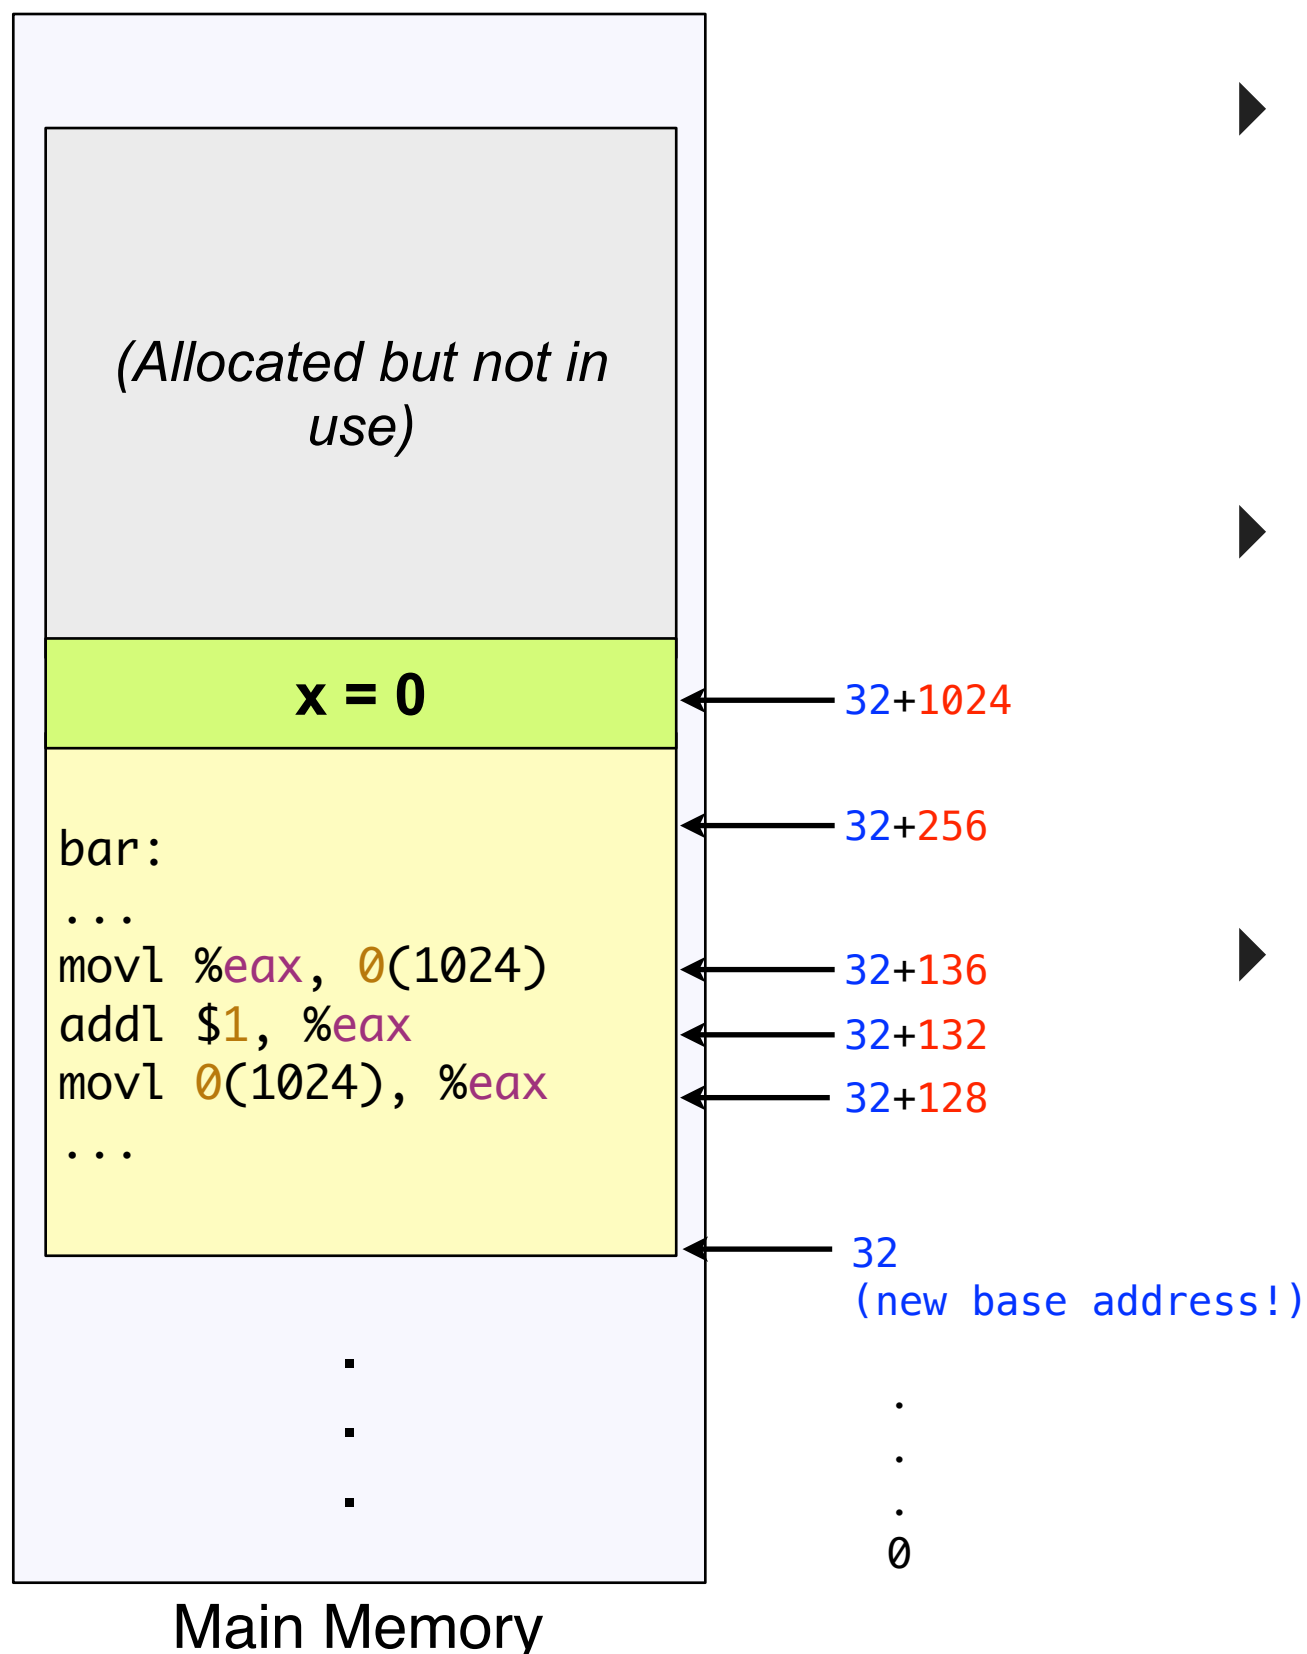 (Allocated but not in
use)
x = 0
32+1024
32+256
bar:
...
movl %eax, 0(1024)
32+136
addl $1, %eax
32+132
movl 0(1024), %eax
32+128
...
32
(new base address!)
.
.
.
.
.
.
0
Main Memory